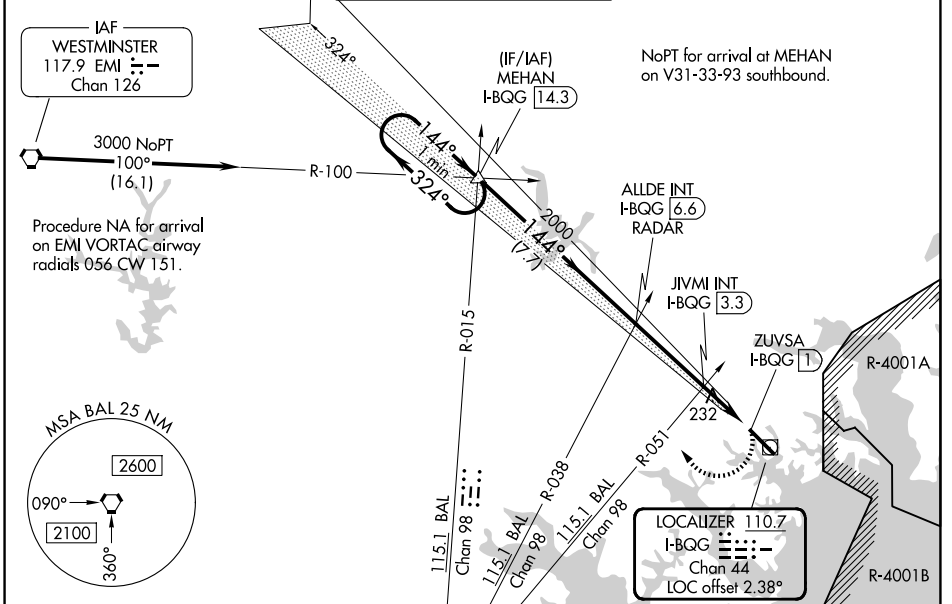 IAF
WESTMINSTER
117.9 EMI
Chan 126
3000 NoPT
100°
(16.1)
R-100
Procedure NA for arrival
on EMI VORTAC airway
radials 056 CW 151.
324°
144°
1 min
324°
(IF/IAF)
MEHAN
I-BQG 14.3
NoPT for arrival at MEHAN
on V31-33-93 southbound.
2000
144°
(7.7)
ALLDE INT
I-BQG 6.6
RADAR
JIVMI INT
I-BQG 3.3
ZUVSA
I-BQG 1
R-4001A
232
R-015
R-038
R-051
115.1 BAL
Chan 98
115.1 BAL
Chan 98
115.1 BAL
Chan 98
MSA BAL 25 NM
2600
090°
2100
360°
LOCALIZER 110.7
I-BQG
Chan 44
LOC offset 2.38°
R-4001B